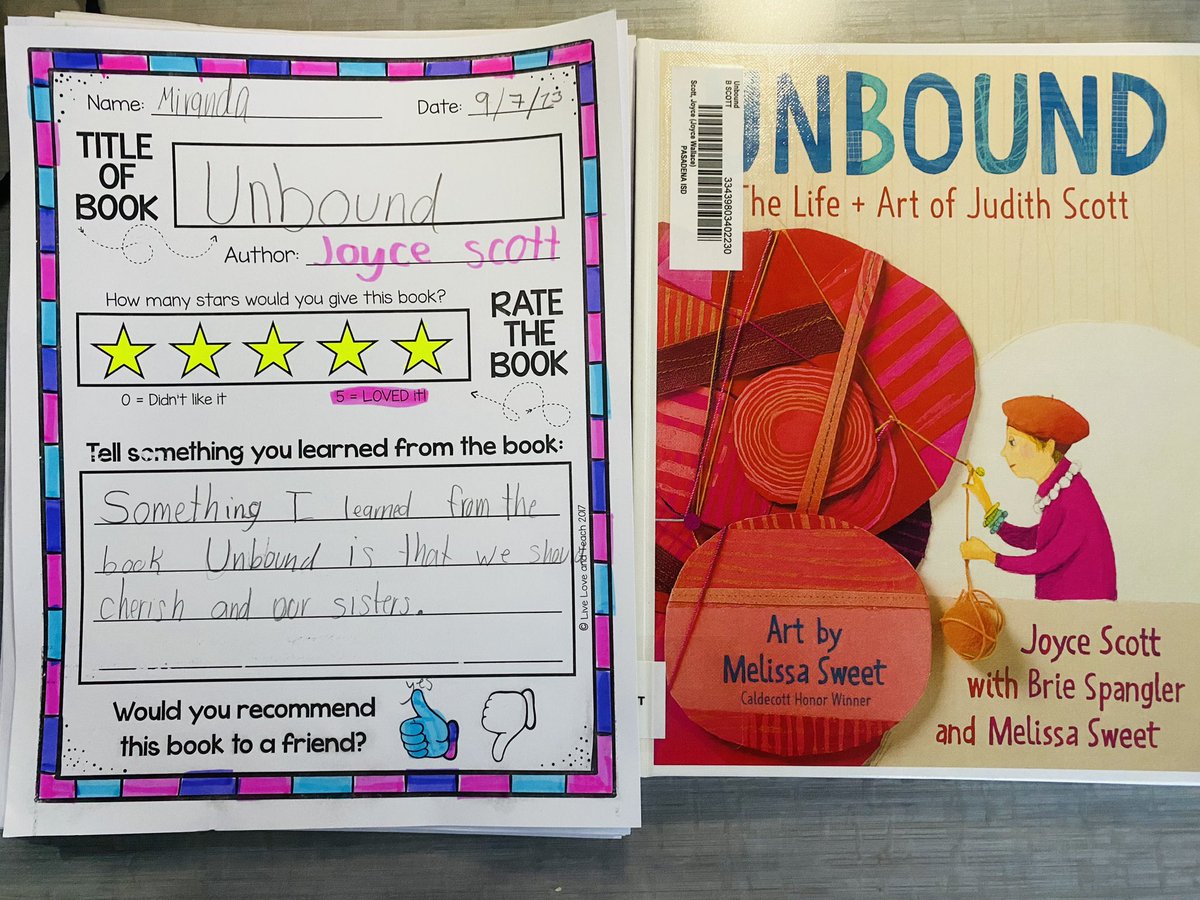 Name: Miranda
Date: 9/7/23
TITLE
OF
BOOK
Unbound
Author: Joyce scott
How many stars would you give this book?
RATE
THE
BOOK
0 = Didn't like it
5 = LOVED it!
Tell something you learned from the book:
Something I learned from the
book Unbound is that we shou
cherish and our sisters.
© Live Love and Teach 2017
Would you recommend
this book to a friend?
yes
UNBOUND
The Life + Art of Judith Scott
Unbound
B SCOTT
33439803402230
Scott, Joyce (Joyce Wallace)
PASADENA ISD
Art by
Melissa Sweet
Caldecott Honor Winner
Joyce Scott
with Brie Spangler
and Melissa Sweet